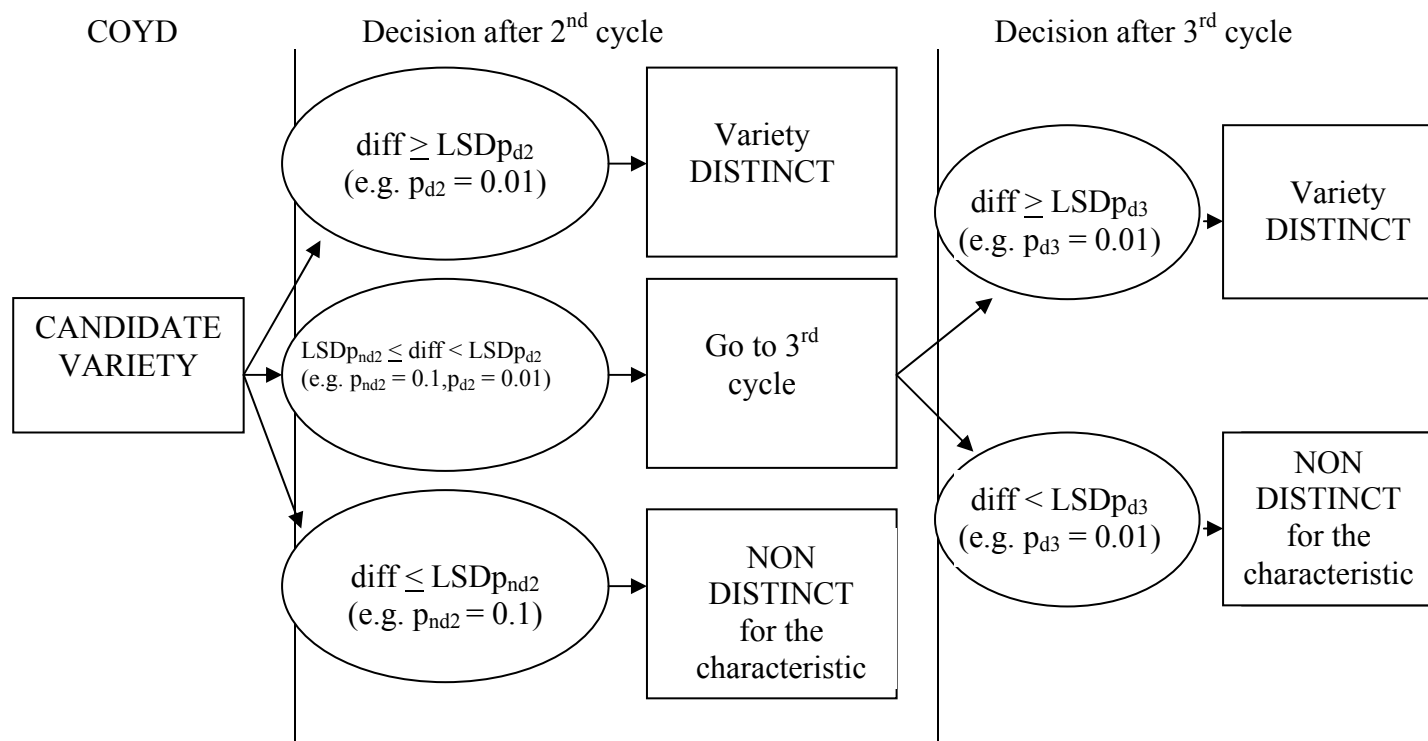 COYD
Decision after 2nd cycle
Decision after 3rd cycle
CANDIDATE
VARIETY
diff ≥ LSDpd2
(e.g. pd2 = 0.01)
Variety
DISTINCT
LSDpnd2 ≤ diff < LSDpd2
(e.g. pnd2 = 0.1,pd2 = 0.01)
Go to 3rd
cycle
diff ≤ LSDpnd2
(e.g. pnd2 = 0.1)
NON
DISTINCT
for the
characteristic
diff ≥ LSDpd3
(e.g. pd3 = 0.01)
Variety
DISTINCT
diff < LSDpd3
(e.g. pd3 = 0.01)
NON
DISTINCT
for the
characteristic